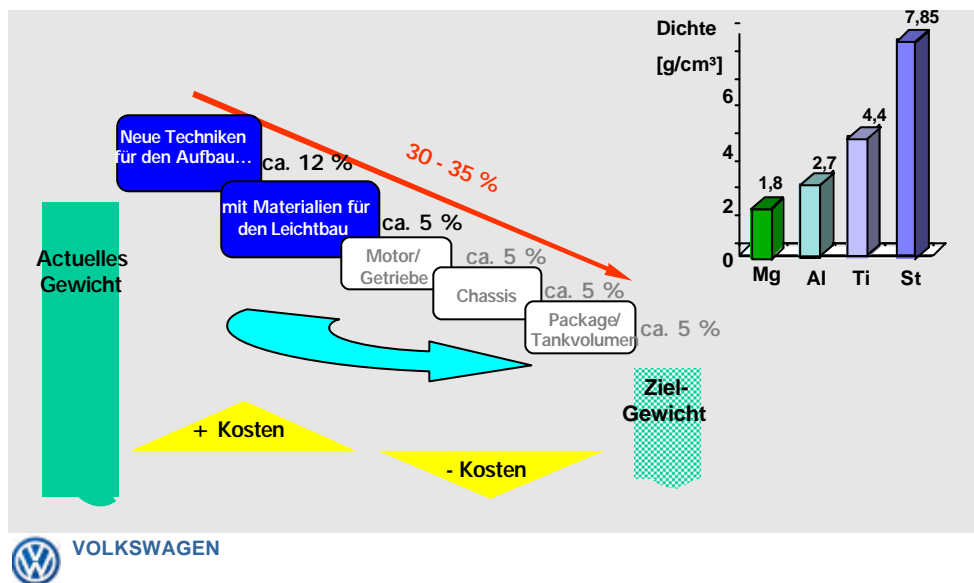 Neue Techniken
für den Aufbau…
ca. 12 %
mit Materialien für
den Leichtbau
ca. 5 %
Motor/
Getriebe
ca. 5 %
Chassis
ca. 5 %
Package/
Tankvolumen
ca. 5 %
30 - 35 %
Actuelles
Gewicht
Ziel-
Gewicht
+ Kosten
- Kosten
Dichte
[g/cm³]
6
4
2
0
1,8
2,7
4,4
7,85
Mg
Al
Ti
St
VOLKSWAGEN